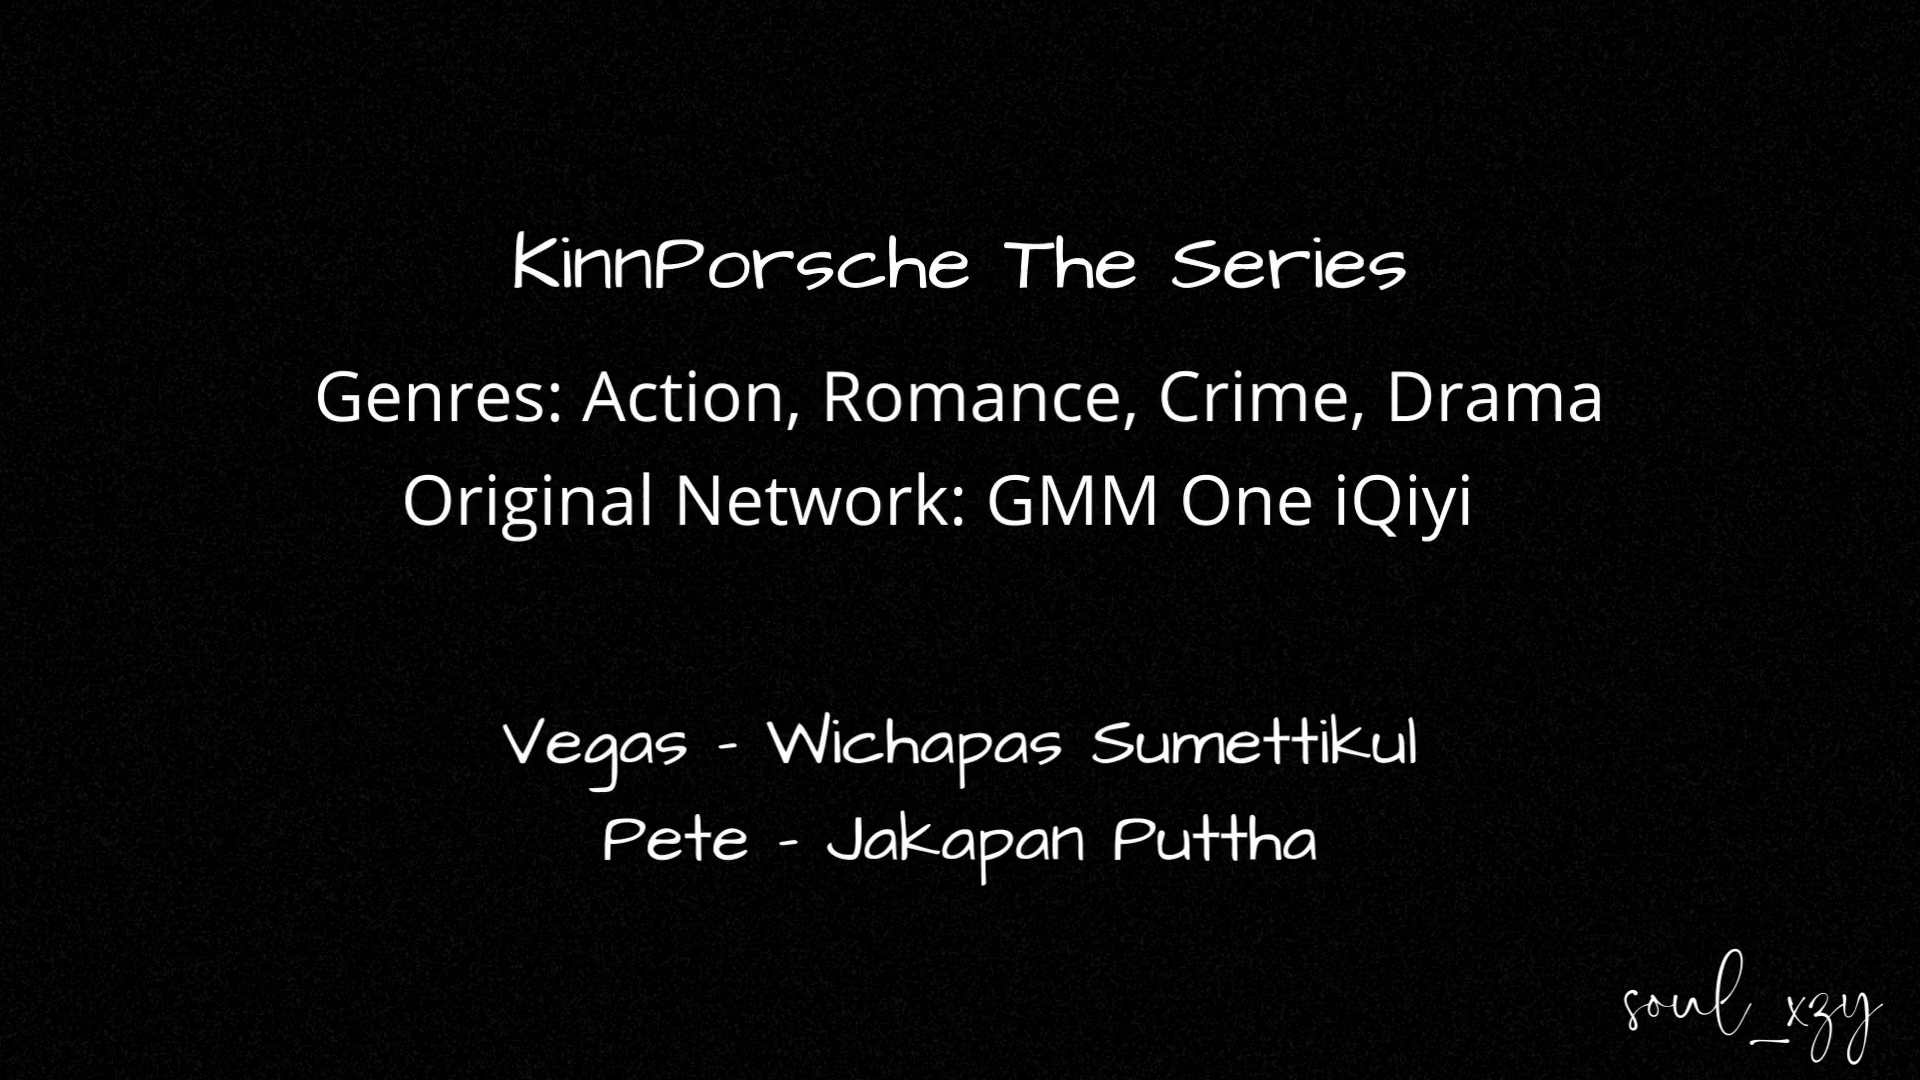 KinnPorsche The Series
Genres: Action, Romance, Crime, Drama
Original Network: GMM One iQiyi
Vegas - Wichapas Sumettikul
Pete - Jakapan Puttha
soul_xzy